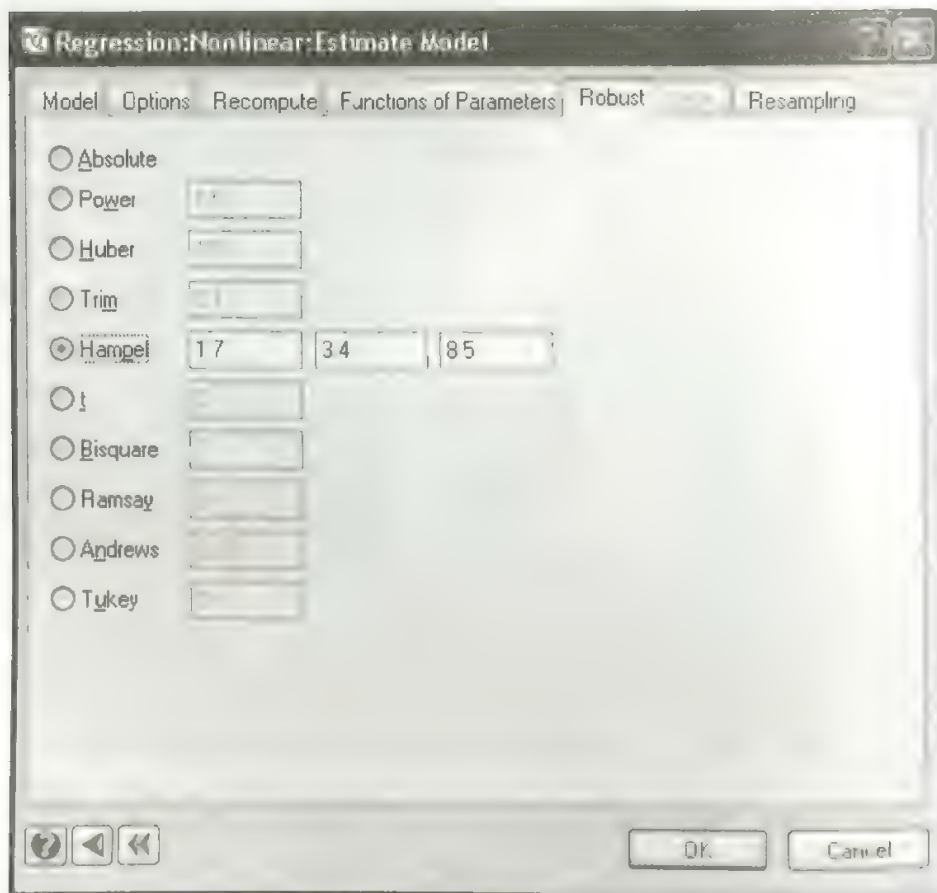 Regression:Nonlinear:Estimate Model
Model Options Recompute Functions of Parameters Robust Resampling
Absolute
Power
Huber
Trim
Hampel 1.7 , 3.4 , 8.5
t
Bisquare
Ramsay
Andrews
Tukey
OK Cancel